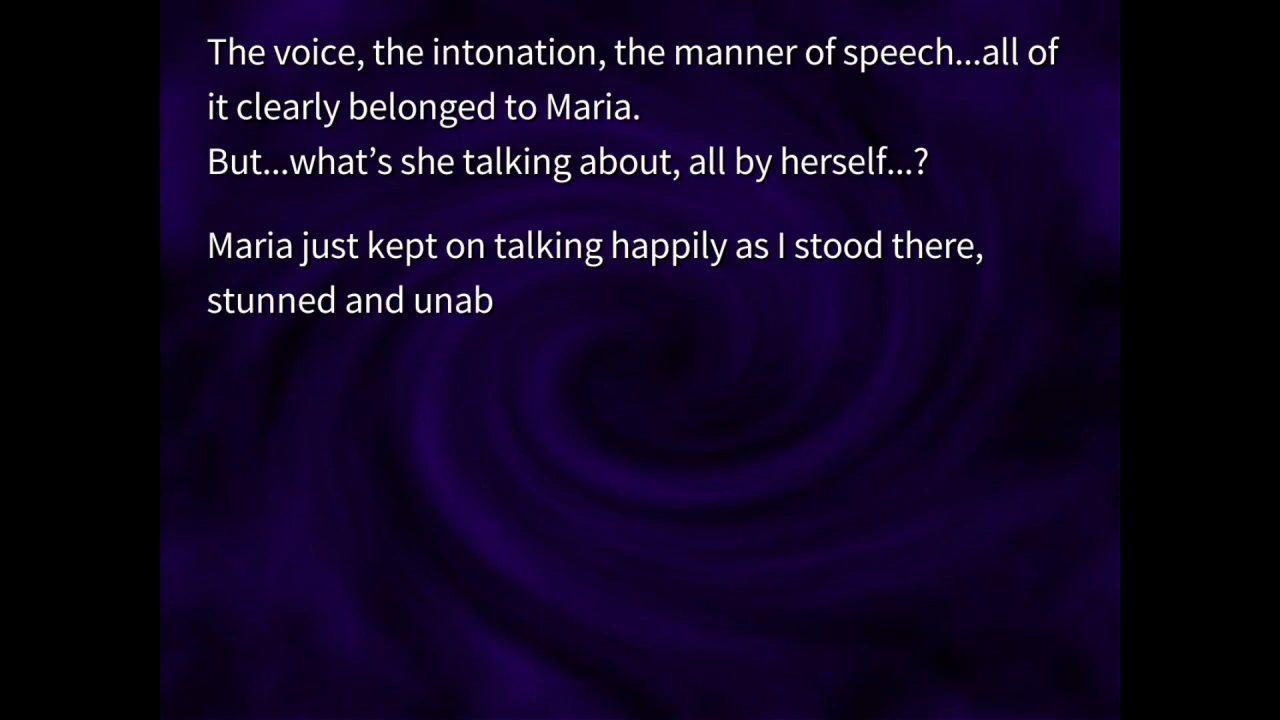 The voice, the intonation, the manner of speech...all of
it clearly belonged to Maria.
But...what’s she talking about, all by herself...?
Maria just kept on talking happily as I stood there,
stunned and unab